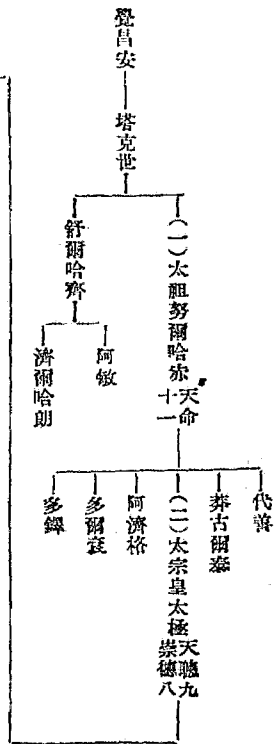 覺昌安
塔克世
(一)太祖努爾哈赤
天命
十一
舒爾哈齊
阿敏
濟爾哈朗
代善
莽古爾泰
(二)太宗皇太極
天聰九
崇德八
阿濟格
多爾袞
多鐸